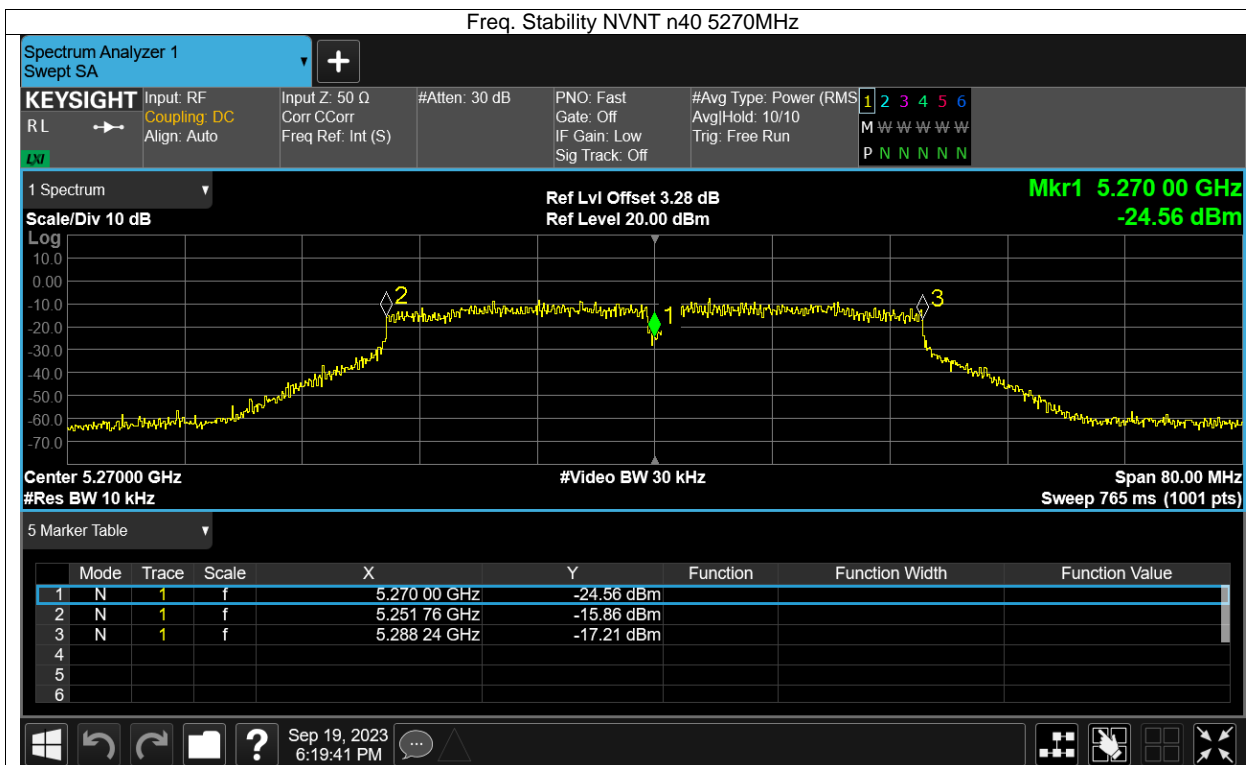 Freq. Stability NVNT n40 5270MHz
Spectrum Analyzer 1
Swept SA
+
KEYSIGHT Input: RF Input Z: 50 Ω #Atten: 30 dB PNO: Fast #Avg Type: Power (RMS 1 2 3 4 5 6
RL Coupling: DC Corr CCorr Gate: Off Avg|Hold: 10/10 M W W W W W
Align: Auto Freq Ref: Int (S) IF Gain: Low Trig: Free Run
LXI Sig Track: Off P N N N N N
1 Spectrum Ref Lvl Offset 3.28 dB Mkr1 5.270 00 GHz
Scale/Div 10 dB Ref Level 20.00 dBm -24.56 dBm
Log
10.0
0.00
-10.0 2 3
-20.0 1
-30.0
-40.0
-50.0
-60.0
-70.0
Center 5.27000 GHz #Video BW 30 kHz Span 80.00 MHz
#Res BW 10 kHz Sweep 765 ms (1001 pts)
5 Marker Table
Mode Trace Scale X Y Function Function Width Function Value
1 N 1 f 5.270 00 GHz -24.56 dBm
2 N 1 f 5.251 76 GHz -15.86 dBm
3 N 1 f 5.288 24 GHz -17.21 dBm
4
5
6
? Sep 19, 2023
6:19:41 PM